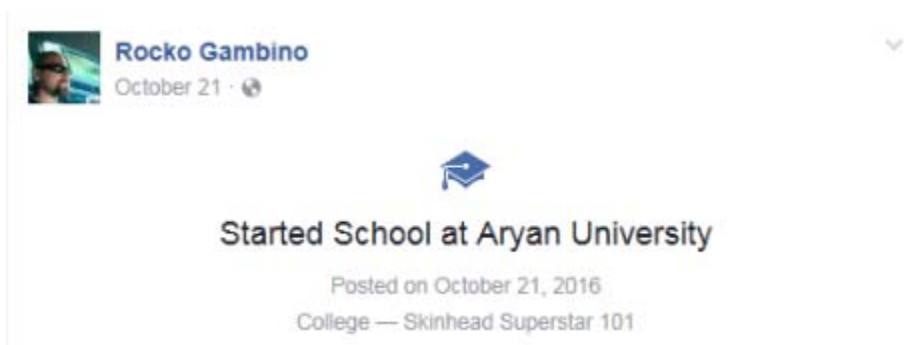 Rocko Gambino
October 21 ·
Started School at Aryan University
Posted on October 21, 2016
College — Skinhead Superstar 101